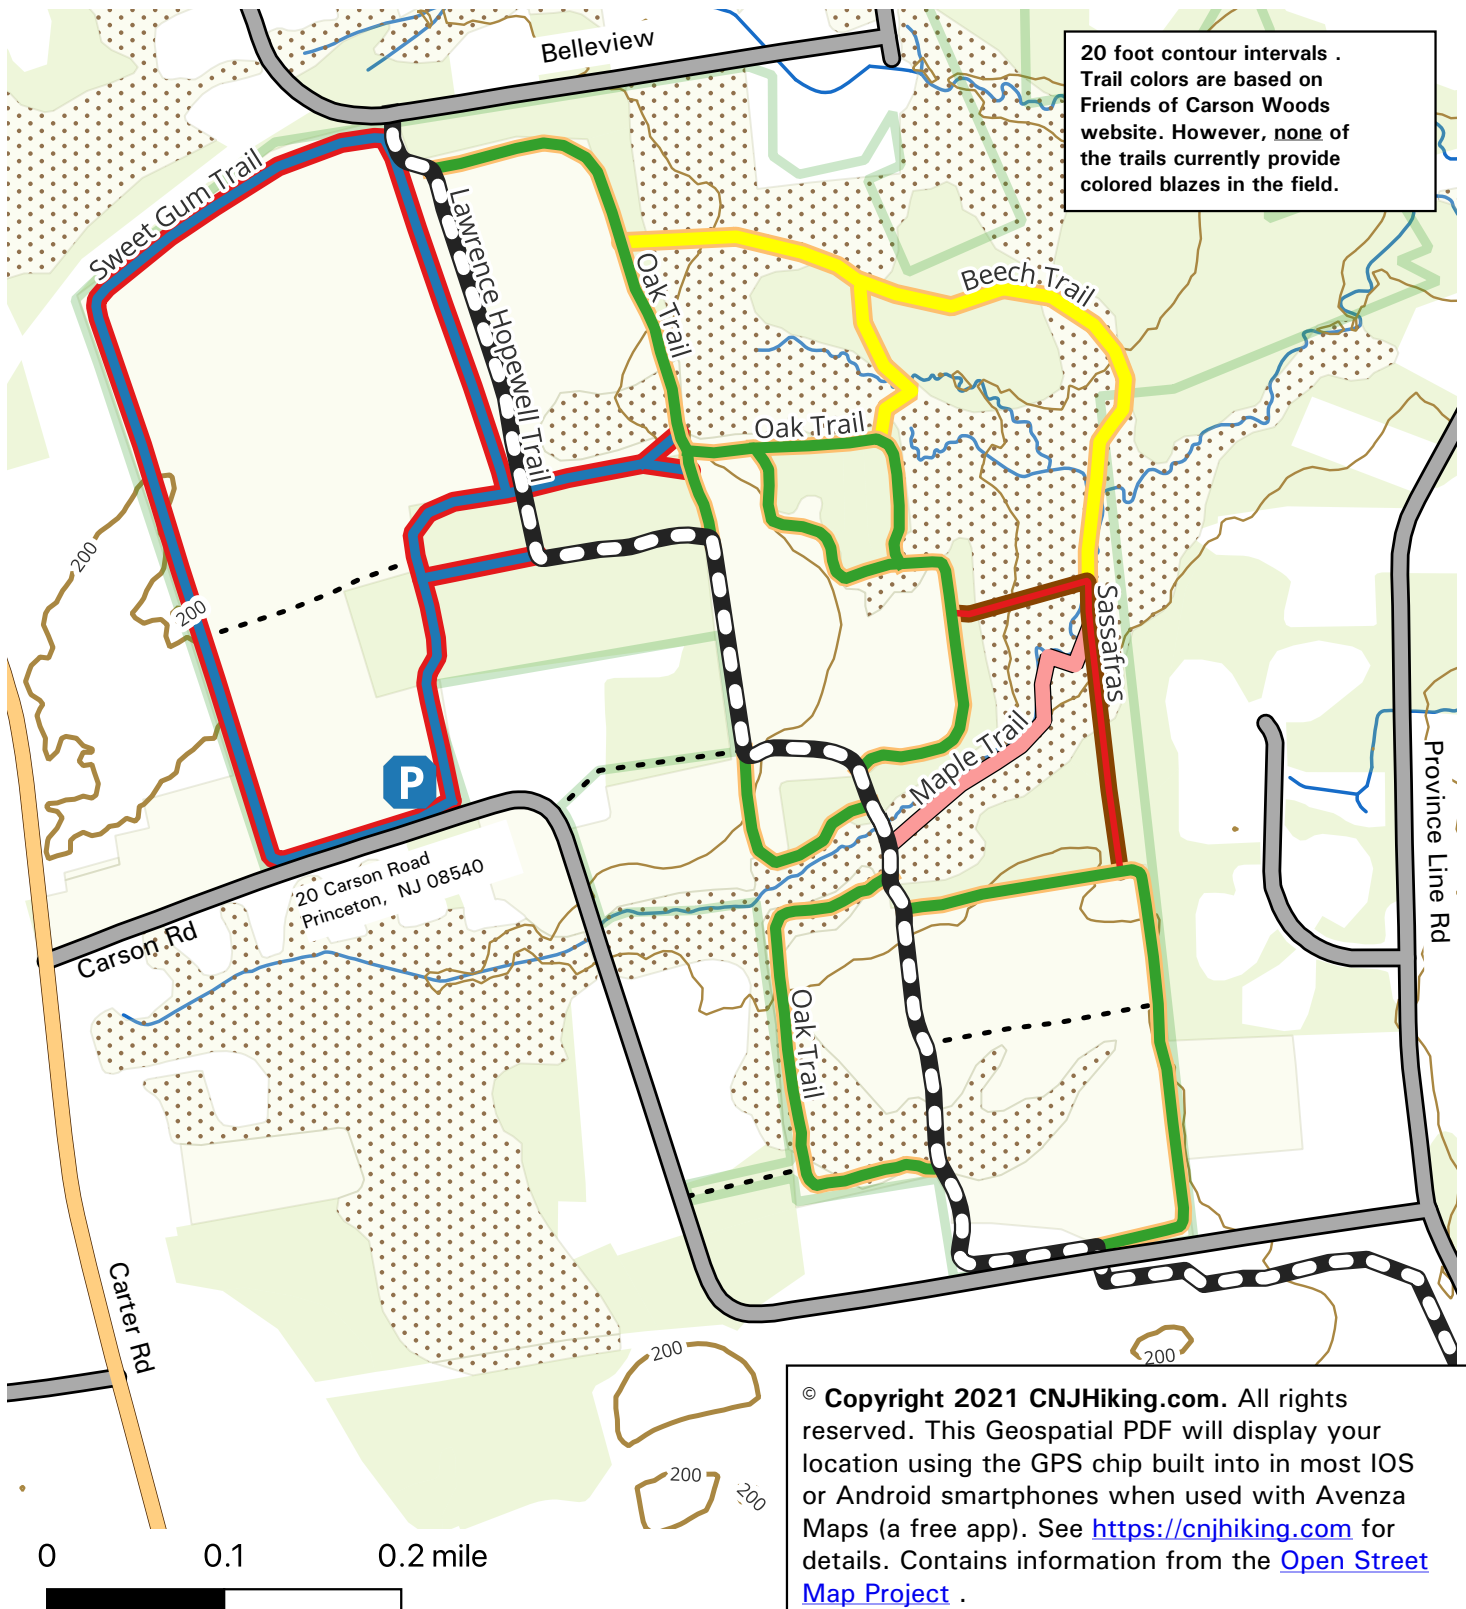 Belleview
20 foot contour intervals .
Trail colors are based on
Friends of Carson Woods
website. However, none of
the trails currently provide
colored blazes in the field.
Sweet Gum Trail
Lawrence Hopewell Trail
Oak Trail
Beech Trail
Oak Trail
200
200
Sassafras
Maple Trail
P
Province Line Rd
20 Carson Road
Princeton, NJ 08540
Carson Rd
Oak Trail
Carter Rd
200
200
200
200
© Copyright 2021 CNJHiking.com. All rights
reserved. This Geospatial PDF will display your
location using the GPS chip built into in most IOS
or Android smartphones when used with Avenza
Maps (a free app). See https://cnjhiking.com for
details. Contains information from the Open Street
Map Project .
0 0.1 0.2 mile